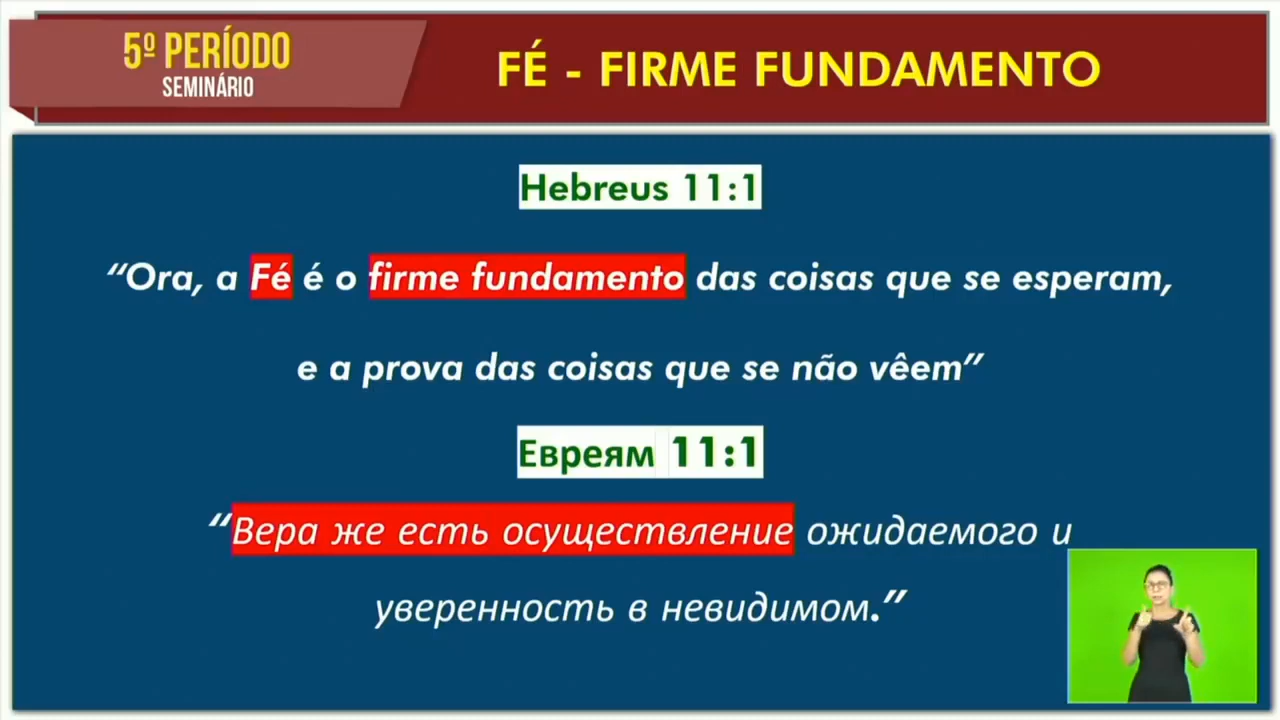 5º PERÍODO
SEMINÁRIO
FÉ - FIRME FUNDAMENTO
Hebreus 11:1
“Ora, a Fé é o firme fundamento das coisas que se esperam,
e a prova das coisas que se não vêem”
Евреям 11:1
“Вера же есть осуществление ожидаемого и
уверенность в невидимом.”